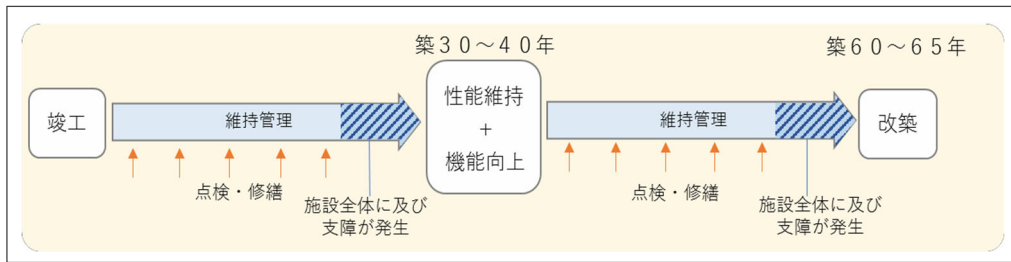 築３０～４０年
築６０～６５年
竣工
維持管理
性能維持
+
機能向上
維持管理
改築
点検・修繕
施設全体に及び
支障が発生
点検・修繕
施設全体に及び
支障が発生